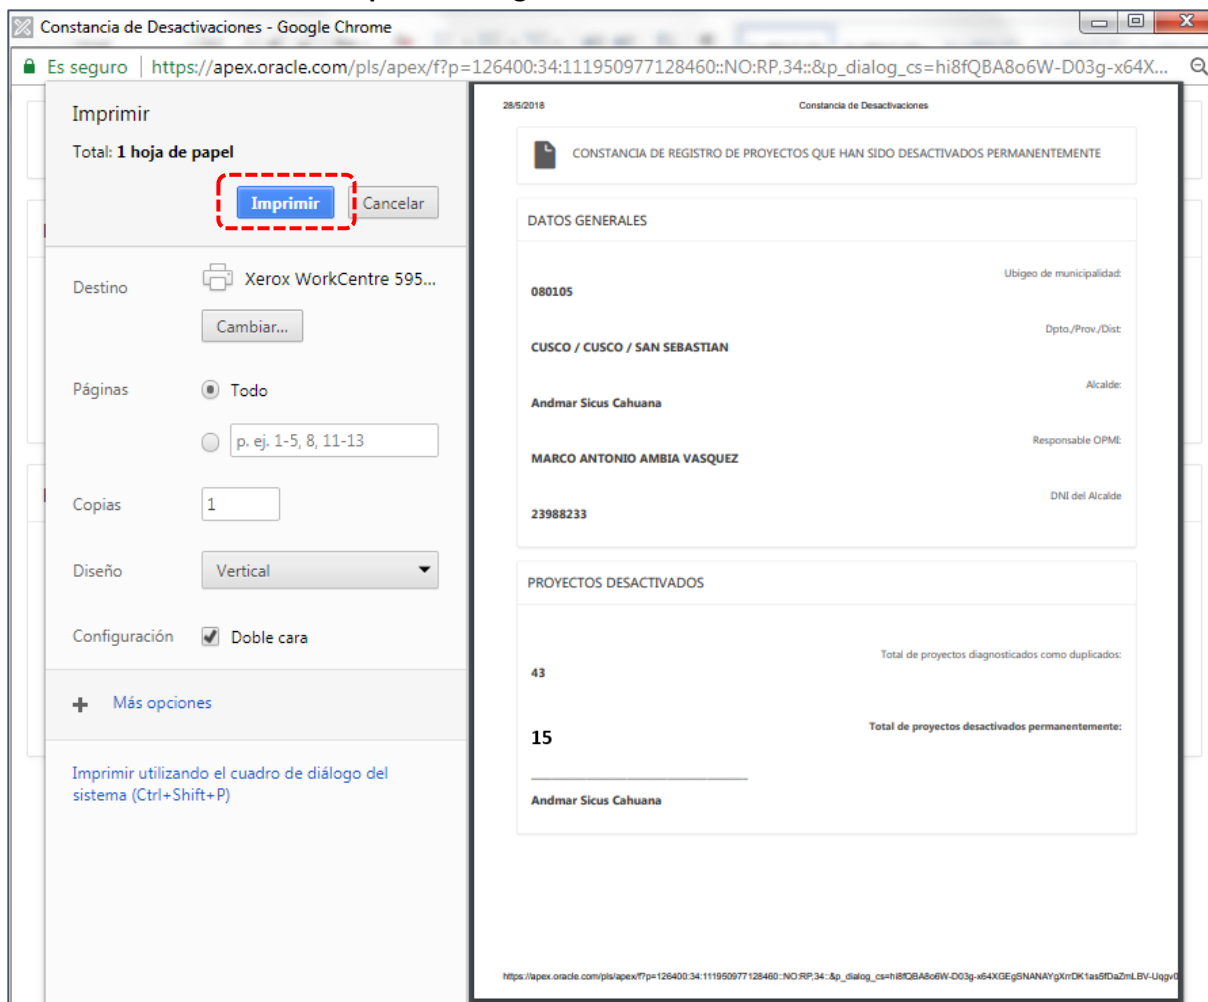 Constancia de Desactivaciones - Google Chrome
Es seguro | https://apex.oracle.com/pls/apex/f?p=126400:34:111950977128460::NO:RP,34::&p_dialog_cs=hi8fQBA8o6W-D03g-x64X...
Imprimir
Total: 1 hoja de papel
Imprimir Cancelar
Destino Xerox WorkCentre 595...
Cambiar...
Páginas Todo
p. ej. 1-5, 8, 11-13
Copias 1
Diseño Vertical
Configuración Doble cara
Más opciones
Imprimir utilizando el cuadro de diálogo del
sistema (Ctrl+Shift+P)
28/5/2018 Constancia de Desactivaciones
CONSTANCIA DE REGISTRO DE PROYECTOS QUE HAN SIDO DESACTIVADOS PERMANENTEMENTE
DATOS GENERALES
Ubigeo de municipalidad:
080105
Dpto./Prov./Dist:
CUSCO / CUSCO / SAN SEBASTIAN
Alcalde:
Andmar Sicus Cahuana
Responsable OPMI:
MARCO ANTONIO AMBIA VASQUEZ
DNI del Alcalde
23988233
PROYECTOS DESACTIVADOS
Total de proyectos diagnosticados como duplicados:
43
Total de proyectos desactivados permanentemente:
15
Andmar Sicus Cahuana